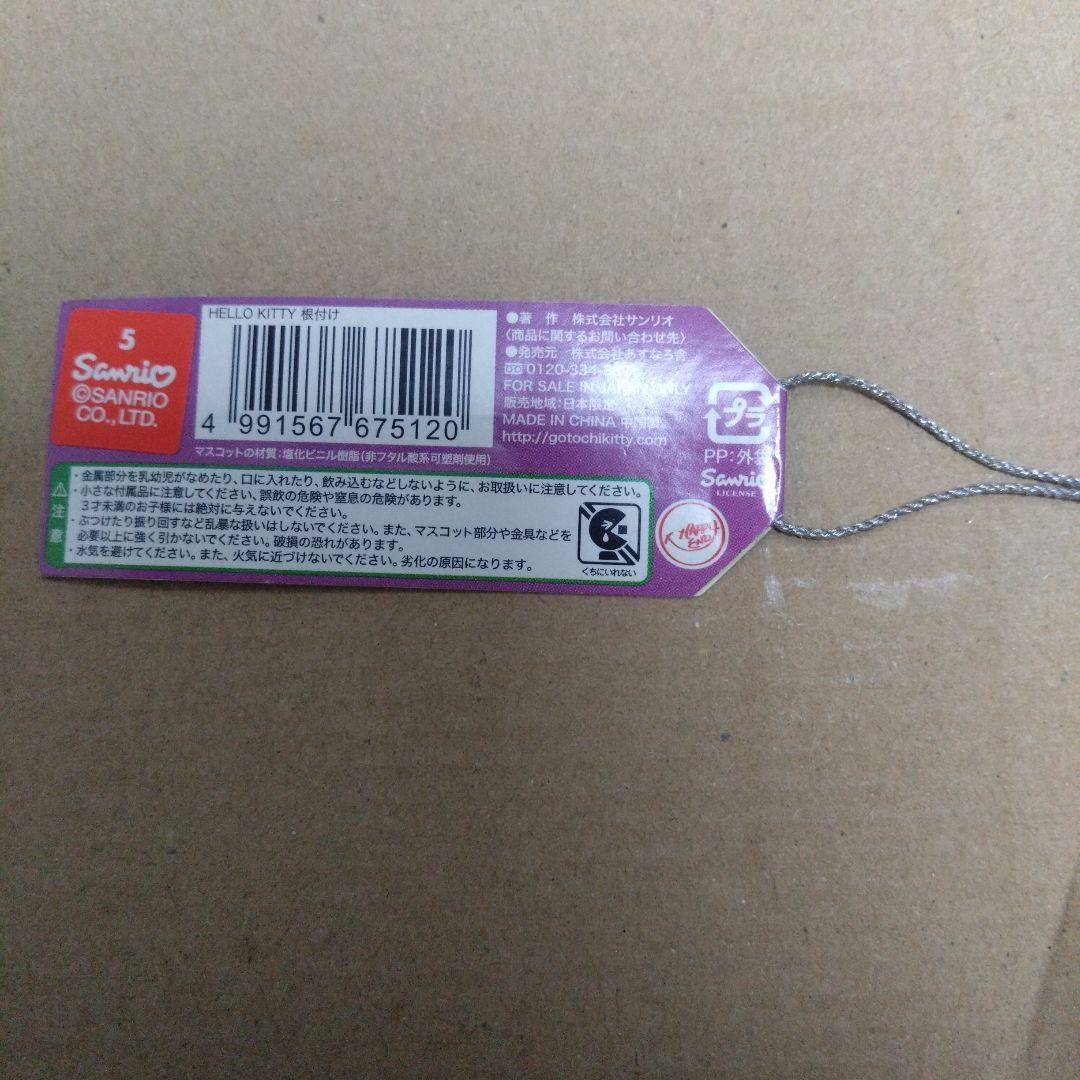 5
Sanrio
©SANRIO
CO., LTD.
HELLO KITTY 根付け
4 991567 675120
マスコットの材質:塩化ビニル樹脂(非フタル酸系可塑剤使用)
●著 作 株式会社サンリオ
〈商品に関するお問い合わせ先〉
●発売元 株式会社あすなろ舎
0120-334-
FOR SALE IN JAPAN ONLY
販売地域:日本限定
MADE IN CHINA 中国製
http://gotochikitty.com
プラ
PP:外袋
Sanrio
LICENSE
HAPPY
END
注意
・金属部分を乳幼児がなめたり、口に入れたり、飲み込むなどしないように、お取扱いに注意してください。
・小さな付属品に注意してください、誤飲の危険や窒息の危険があります。
3才未満のお子様には絶対に与えないでください。
・ぶつけたり振り回すなど乱暴な扱いはしないでください。また、マスコット部分や金具などを
必要以上に強く引かないでください。破損の恐れがあります。
・水気を避けてください。また、火気に近づけないでください。劣化の原因になります。
くちにいれない